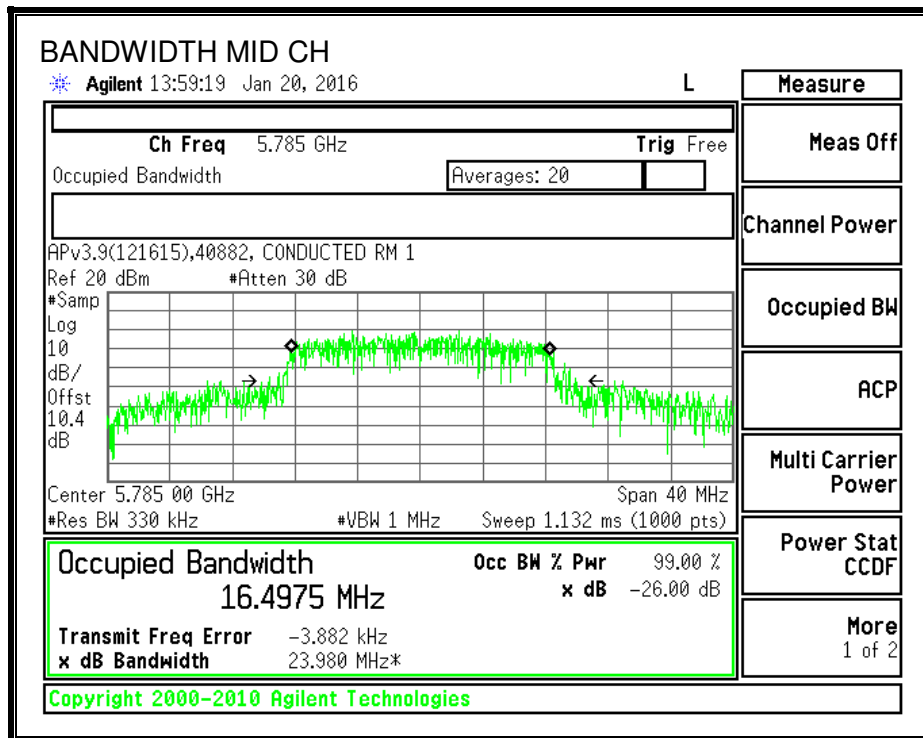 BANDWIDTH MID CH
Agilent 13:59:19 Jan 20, 2016 L
Ch Freq 5.785 GHz Trig Free
Occupied Bandwidth Averages: 20
APv3.9(121615),40882, CONDUCTED RM 1
Ref 20 dBm #Atten 30 dB
#Samp
Log
10
dB/
Offst
10.4
dB
Center 5.785 00 GHz Span 40 MHz
#Res BW 330 kHz #VBW 1 MHz Sweep 1.132 ms (1000 pts)
Occupied Bandwidth Occ BW % Pwr 99.00 %
16.4975 MHz x dB -26.00 dB
Transmit Freq Error -3.882 kHz
x dB Bandwidth 23.980 MHz*
Copyright 2000-2010 Agilent Technologies
Measure
Meas Off
Channel Power
Occupied BW
ACP
Multi Carrier
Power
Power Stat
CCDF
More
1 of 2